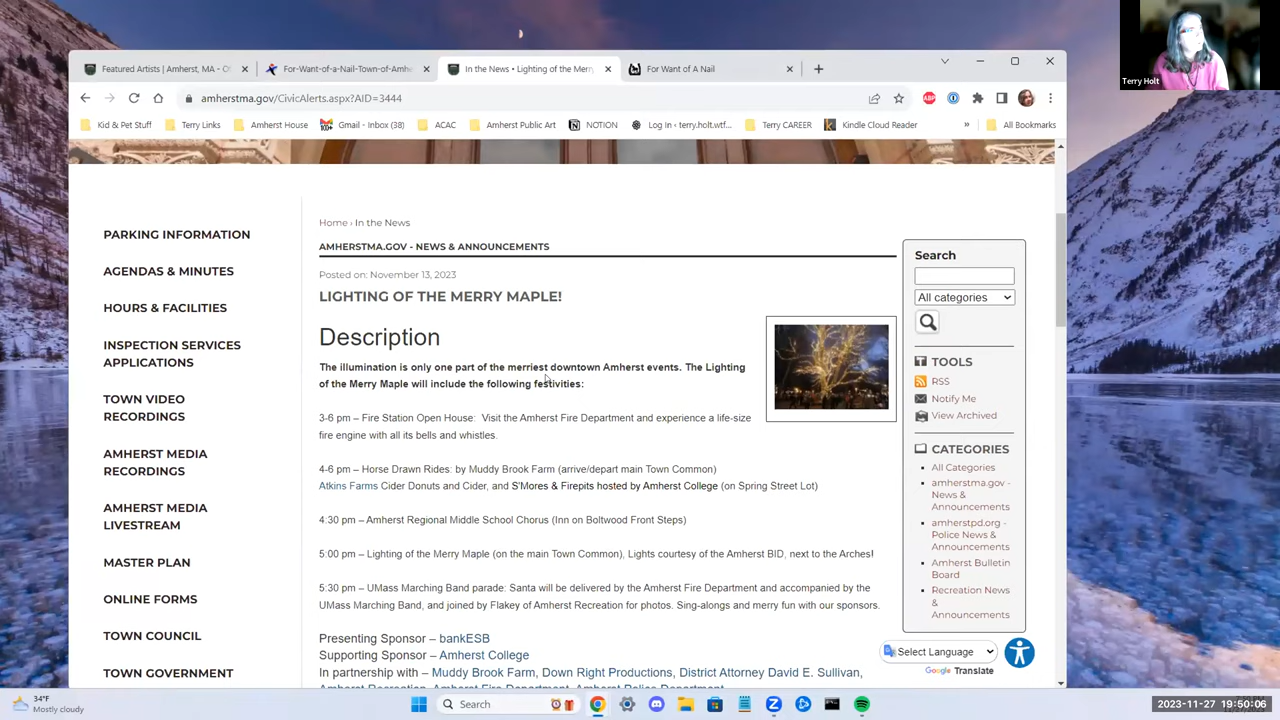 Featured Artists | Amherst, MA - O
For-Want-of-a-Nail-Town-of-Amhe
In the News • Lighting of the Merry
For Want of A Nail
Terry Holt
amherstma.gov/CivicAlerts.aspx?AID=3444
Kid & Pet Stuff
Terry Links
Amherst House
Gmail - Inbox (38)
ACAC
Amherst Public Art
NOTION
Log In ‹ terry.holt.wtf...
Terry CAREER
Kindle Cloud Reader
»
All Bookmarks
PARKING INFORMATION
AGENDAS & MINUTES
HOURS & FACILITIES
INSPECTION SERVICES
APPLICATIONS
TOWN VIDEO
RECORDINGS
AMHERST MEDIA
RECORDINGS
AMHERST MEDIA
LIVESTREAM
MASTER PLAN
ONLINE FORMS
TOWN COUNCIL
TOWN GOVERNMENT
Home › In the News
AMHERSTMA.GOV - NEWS & ANNOUNCEMENTS
Posted on: November 13, 2023
LIGHTING OF THE MERRY MAPLE!
Description
The illumination is only one part of the merriest downtown Amherst events. The Lighting
of the Merry Maple will include the following festivities:
3-6 pm – Fire Station Open House: Visit the Amherst Fire Department and experience a life-size
fire engine with all its bells and whistles.
4-6 pm – Horse Drawn Rides: by Muddy Brook Farm (arrive/depart main Town Common)
Atkins Farms Cider Donuts and Cider, and S'Mores & Firepits hosted by Amherst College (on Spring Street Lot)
4:30 pm – Amherst Regional Middle School Chorus (Inn on Boltwood Front Steps)
5:00 pm – Lighting of the Merry Maple (on the main Town Common), Lights courtesy of the Amherst BID, next to the Arches!
5:30 pm – UMass Marching Band parade: Santa will be delivered by the Amherst Fire Department and accompanied by the
UMass Marching Band, and joined by Flakey of Amherst Recreation for photos. Sing-alongs and merry fun with our sponsors.
Presenting Sponsor – bankESB
Supporting Sponsor – Amherst College
In partnership with – Muddy Brook Farm, Down Right Productions, District Attorney David E. Sullivan,
Amherst Recreation, Amherst Fire Department, Amherst Police Department
Search
All categories
TOOLS
RSS
Notify Me
View Archived
CATEGORIES
All Categories
amherstma.gov -
News &
Announcements
amherstpd.org -
Police News &
Announcements
Amherst Bulletin
Board
Recreation News
&
Announcements
Select Language
Google Translate
34°F
Mostly cloudy
Search
2023-11-27 19:50:06